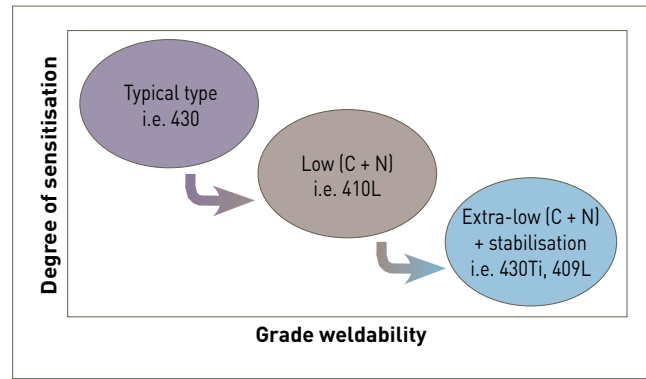 Degree of sensitisation
Typical type
i.e. 430
Low (C + N)
i.e. 410L
Extra-low (C + N)
+ stabilisation
i.e. 430Ti, 409L
Grade weldability